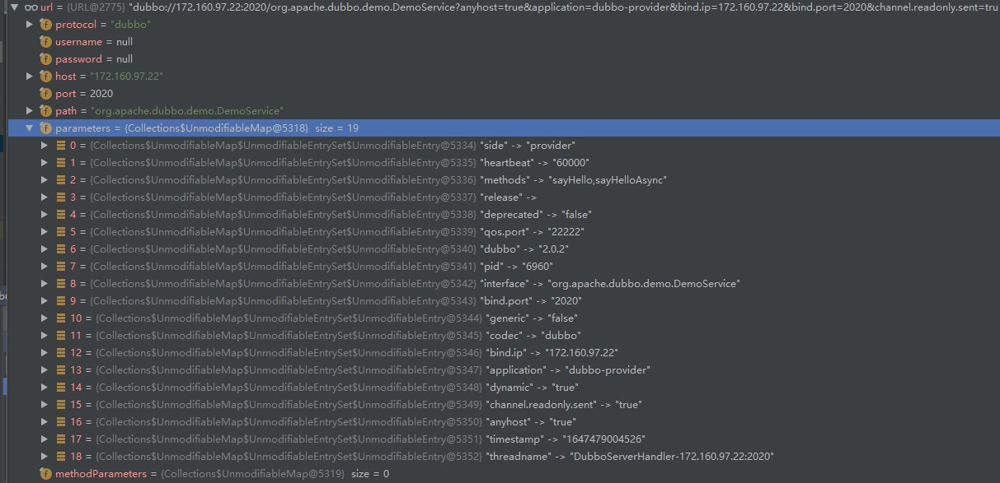 url = {URL@2775} "dubbo://172.160.97.22:2020/org.apache.dubbo.demo.DemoService?anyhost=true&application=dubbo-provider&bind.ip=172.160.97.22&bind.port=2020&channel.readonly.sent=tru
protocol = "dubbo"
username = null
password = null
host = "172.160.97.22"
port = 2020
path = "org.apache.dubbo.demo.DemoService"
parameters = {Collections$UnmodifiableMap@5318} size = 19
0 = {Collections$UnmodifiableMap$UnmodifiableEntrySet$UnmodifiableEntry@5334} "side" -> "provider"
1 = {Collections$UnmodifiableMap$UnmodifiableEntrySet$UnmodifiableEntry@5335} "heartbeat" -> "60000"
2 = {Collections$UnmodifiableMap$UnmodifiableEntrySet$UnmodifiableEntry@5336} "methods" -> "sayHello,sayHelloAsync"
3 = {Collections$UnmodifiableMap$UnmodifiableEntrySet$UnmodifiableEntry@5337} "release" ->
4 = {Collections$UnmodifiableMap$UnmodifiableEntrySet$UnmodifiableEntry@5338} "deprecated" -> "false"
5 = {Collections$UnmodifiableMap$UnmodifiableEntrySet$UnmodifiableEntry@5339} "qos.port" -> "22222"
6 = {Collections$UnmodifiableMap$UnmodifiableEntrySet$UnmodifiableEntry@5340} "dubbo" -> "2.0.2"
7 = {Collections$UnmodifiableMap$UnmodifiableEntrySet$UnmodifiableEntry@5341} "pid" -> "6960"
8 = {Collections$UnmodifiableMap$UnmodifiableEntrySet$UnmodifiableEntry@5342} "interface" -> "org.apache.dubbo.demo.DemoService"
9 = {Collections$UnmodifiableMap$UnmodifiableEntrySet$UnmodifiableEntry@5343} "bind.port" -> "2020"
10 = {Collections$UnmodifiableMap$UnmodifiableEntrySet$UnmodifiableEntry@5344} "generic" -> "false"
11 = {Collections$UnmodifiableMap$UnmodifiableEntrySet$UnmodifiableEntry@5345} "codec" -> "dubbo"
12 = {Collections$UnmodifiableMap$UnmodifiableEntrySet$UnmodifiableEntry@5346} "bind.ip" -> "172.160.97.22"
13 = {Collections$UnmodifiableMap$UnmodifiableEntrySet$UnmodifiableEntry@5347} "application" -> "dubbo-provider"
14 = {Collections$UnmodifiableMap$UnmodifiableEntrySet$UnmodifiableEntry@5348} "dynamic" -> "true"
15 = {Collections$UnmodifiableMap$UnmodifiableEntrySet$UnmodifiableEntry@5349} "channel.readonly.sent" -> "true"
16 = {Collections$UnmodifiableMap$UnmodifiableEntrySet$UnmodifiableEntry@5350} "anyhost" -> "true"
17 = {Collections$UnmodifiableMap$UnmodifiableEntrySet$UnmodifiableEntry@5351} "timestamp" -> "1647479004526"
18 = {Collections$UnmodifiableMap$UnmodifiableEntrySet$UnmodifiableEntry@5352} "threadname" -> "DubboServerHandler-172.160.97.22:2020"
methodParameters = {Collections$UnmodifiableMap@5319} size = 0